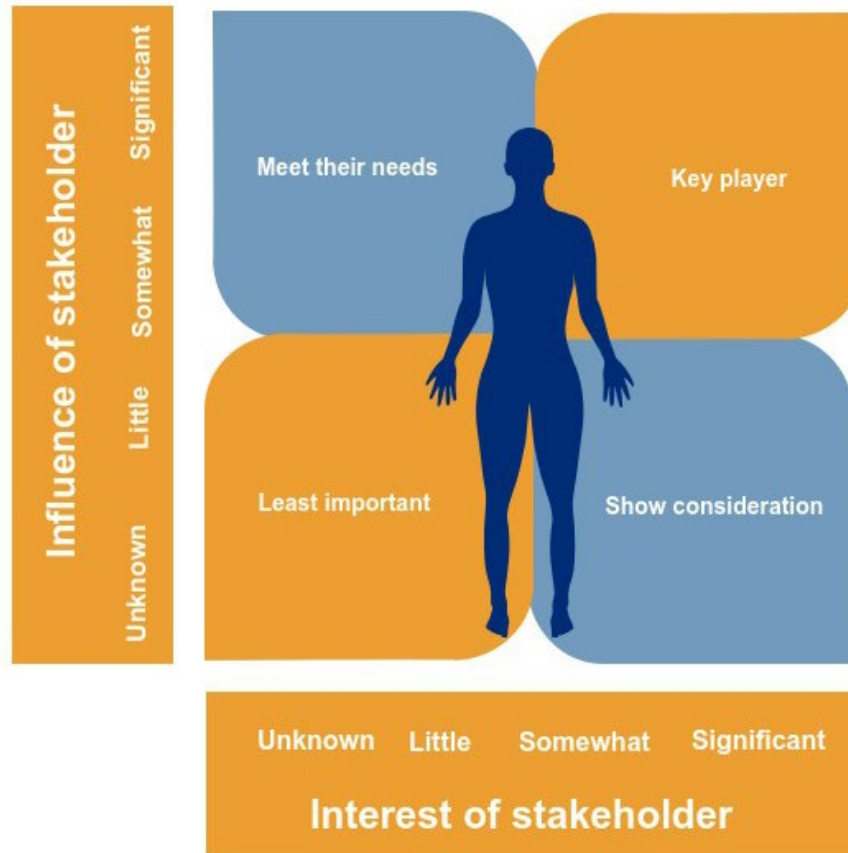 Influence of stakeholder
Unknown Little Somewhat Significant
Meet their needs
Key player
Least important
Show consideration
Unknown Little Somewhat Significant
Interest of stakeholder